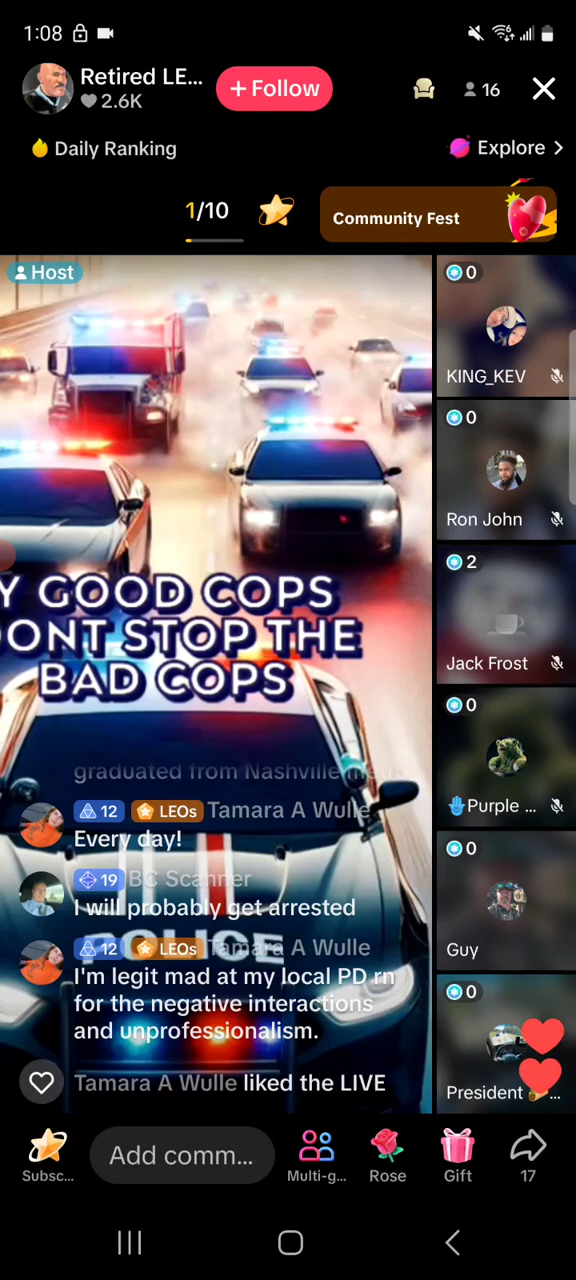 1:08
6
Retired LE...
2.6K
+ Follow
16
Daily Ranking
Explore >
1/10
Community Fest
Host
0
KING_KEV
0
Ron John
2
Jack Frost
0
Purple ...
0
Guy
0
President ...
Y GOOD COPS
DONT STOP THE
BAD COPS
graduated from Nashville
12 LEOs Tamara A Wulle
Every day!
19 BC Scanner
I will probably get arrested
POLICE
12 LEOs Tamara A Wulle
I'm legit mad at my local PD rn
for the negative interactions
and unprofessionalism.
Tamara A Wulle liked the LIVE
Subsc...
Add comm...
Multi-g...
Rose
Gift
17